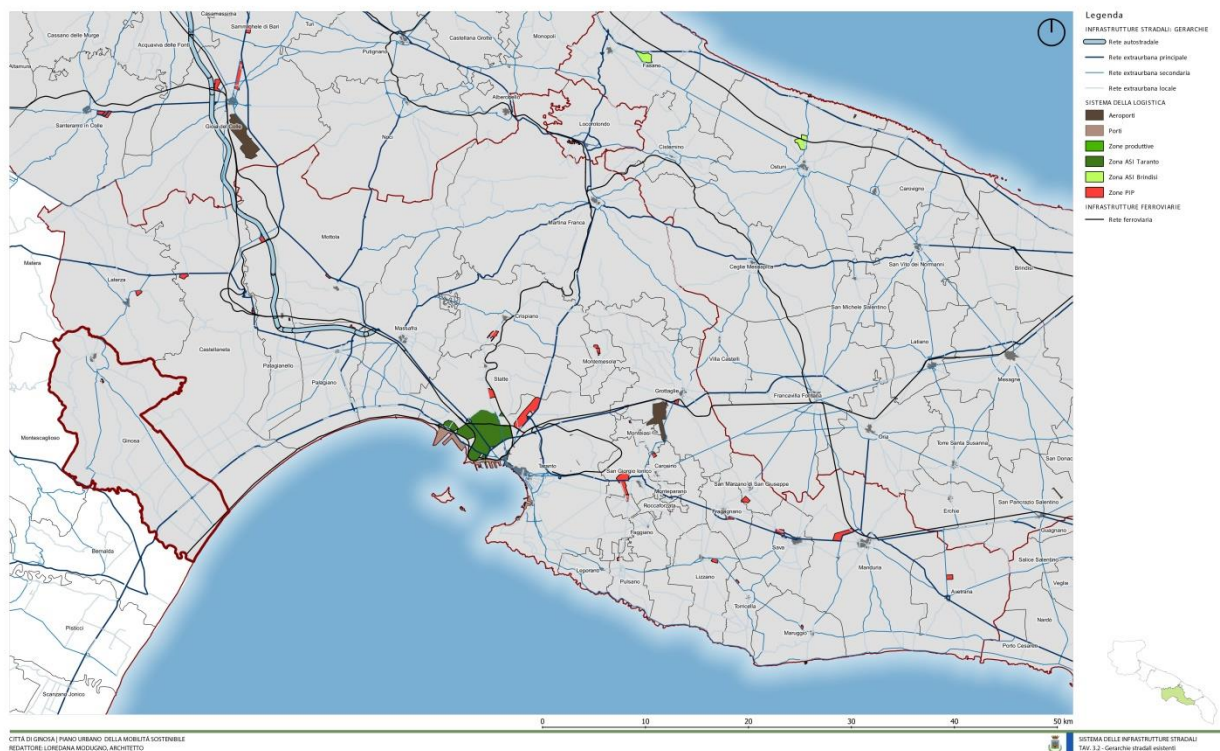 Casamassima
Sammichele di Bari
Turi
Cassano delle Murge
Acquaviva delle Fonti
Putignano
Castellana Grotte
Monopoli
Altamura
Fasano
Santeramo in Colle
Gioia del Colle
Alberobello
Noci
Locorotondo
Cisternino
Ostuni
Carovigno
Martina Franca
Mottola
Matera
Laterza
Ceglie Messapica
San Vito dei Normanni
Brindisi
San Michele Salentino
Crispiano
Massafra
Castellaneta
Palagianello
Palagiano
Montemesola
Villa Castelli
Latiano
Mesagne
Statte
Grottaglie
Francavilla Fontana
Montescaglioso
Ginosa
Monteiasi
Oria
Torre Santa Susanna
San Donaci
Taranto
San Giorgio Ionico
Carosino
Monteparano
San Marzano di San Giuseppe
Roccaforzata
Fragagnano
Erchie
San Pancrazio Salentino
Guagnano
Faggiano
Sava
Manduria
Bernalda
Leporano
Pulsano
Lizzano
Avetrana
Salice Salentino
Veglie
Torricella
Maruggio
Nardò
Porto Cesareo
Pisticci
Scanzano Jonico
0 10 20 30 40 50 km
Legenda
INFRASTRUTTURE STRADALI: GERARCHIE
Rete autostradale
Rete extraurbana principale
Rete extraurbana secondaria
Rete extraurbana locale
SISTEMA DELLA LOGISTICA
Aeroporti
Porti
Zone produttive
Zona ASI Taranto
Zona ASI Brindisi
Zone PIP
INFRASTRUTTURE FERROVIARIE
Rete ferroviaria
CITTÀ DI GINOSA | PIANO URBANO DELLA MOBILITÀ SOSTENIBILE
REDATTORE: LOREDANA MODUGNO, ARCHITETTO
SISTEMA DELLE INFRASTRUTTURE STRADALI
TAV. 3.2 - Gerarchie stradali esistenti